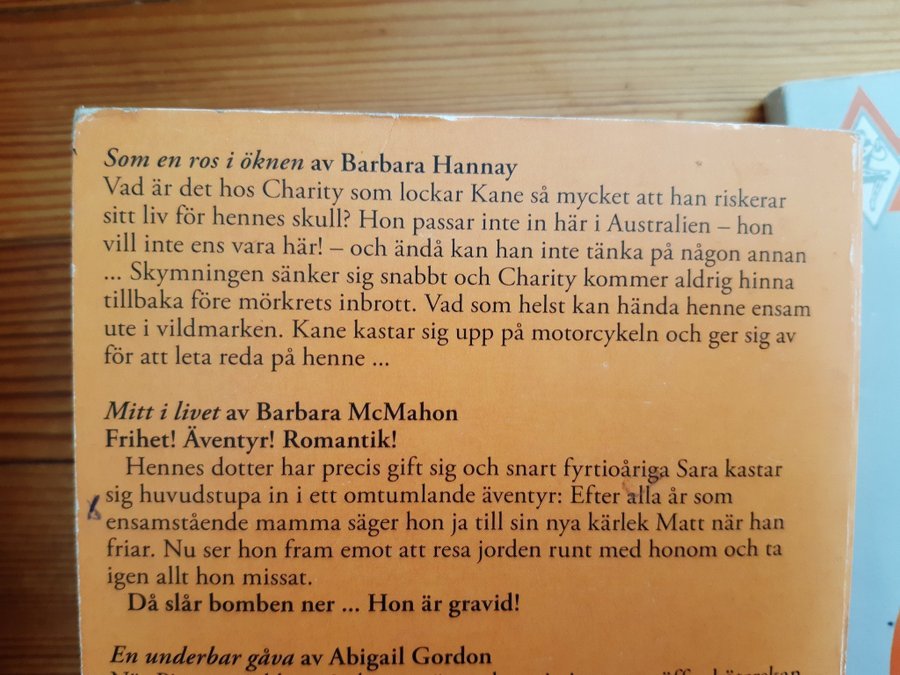 Som en ros i öknen av Barbara Hannay
Vad är det hos Charity som lockar Kane så mycket att han riskerar
sitt liv för hennes skull? Hon passar inte in här i Australien – hon
vill inte ens vara här! – och ändå kan han inte tänka på någon annan
... Skymningen sänker sig snabbt och Charity kommer aldrig hinna
tillbaka före mörkrets inbrott. Vad som helst kan hända henne ensam
ute i vildmarken. Kane kastar sig upp på motorcykeln och ger sig av
för att leta reda på henne ...
Mitt i livet av Barbara McMahon
Frihet! Äventyr! Romantik!
Hennes dotter har precis gift sig och snart fyrtioåriga Sara kastar
sig huvudstupa in i ett omtumlande äventyr: Efter alla år som
ensamstående mamma säger hon ja till sin nya kärlek Matt när han
friar. Nu ser hon fram emot att resa jorden runt med honom och ta
igen allt hon missat.
Då slår bomben ner ... Hon är gravid!
En underbar gåva av Abigail Gordon